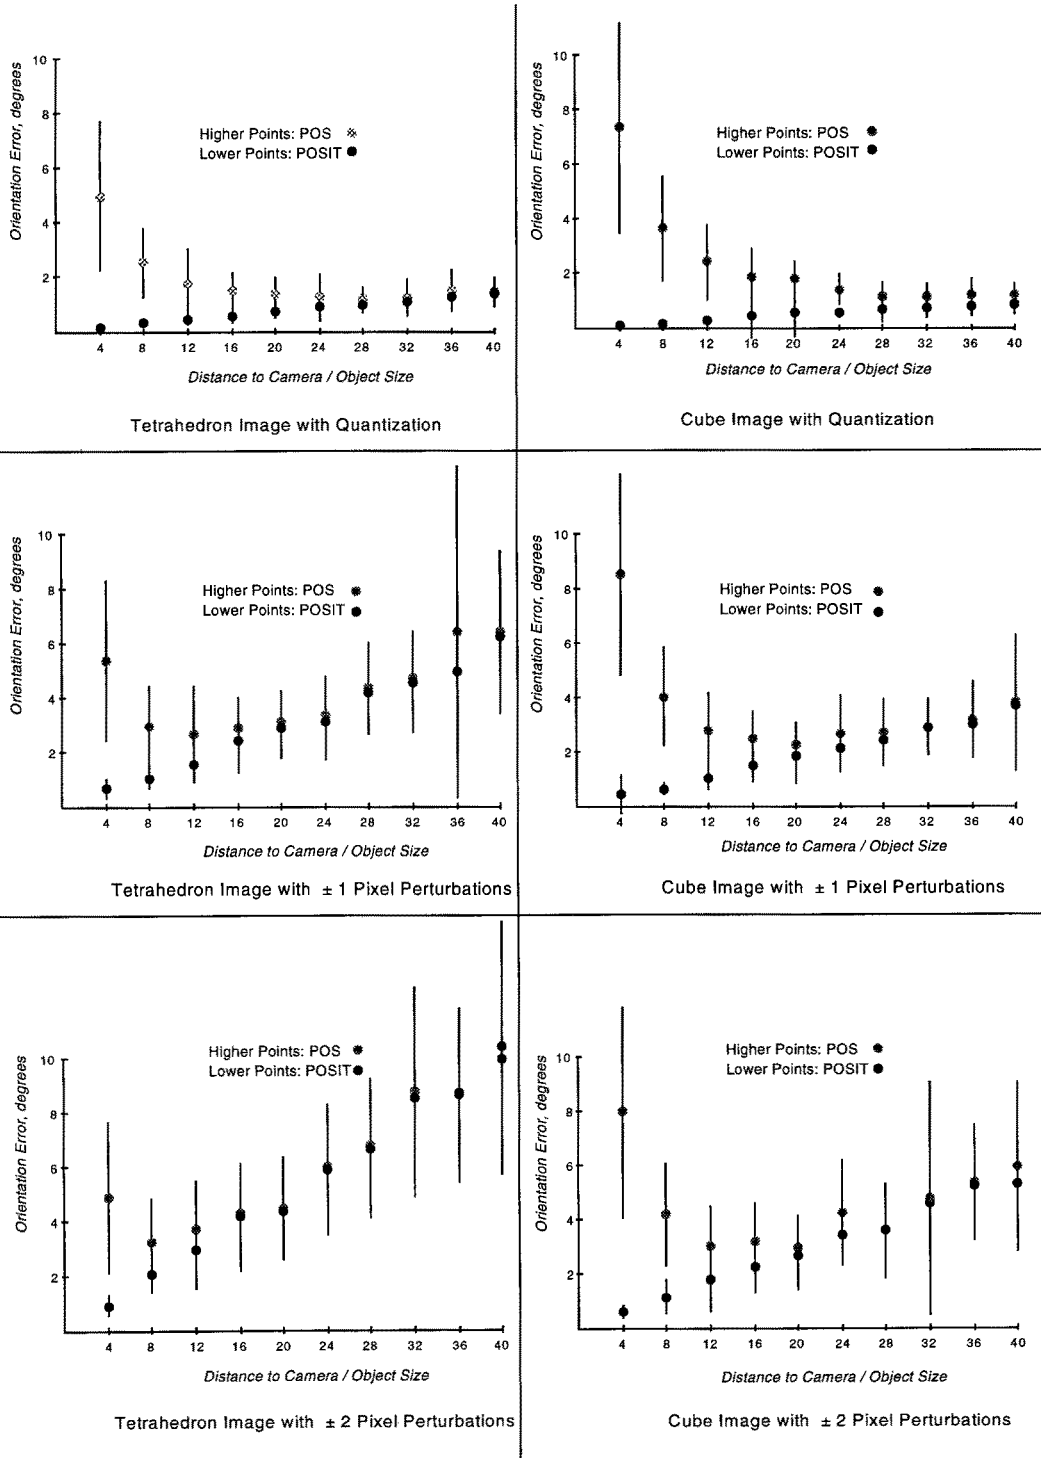 Orientation Error, degrees
10
8
6
4
2
Higher Points: POS
Lower Points: POSIT
4 8 12 16 20 24 28 32 36 40
Distance to Camera / Object Size
Tetrahedron Image with Quantization
Orientation Error, degrees
10
8
6
4
2
Higher Points: POS
Lower Points: POSIT
4 8 12 16 20 24 28 32 36 40
Distance to Camera / Object Size
Cube Image with Quantization
Orientation Error, degrees
10
8
6
4
2
Higher Points: POS
Lower Points: POSIT
4 8 12 16 20 24 28 32 36 40
Distance to Camera / Object Size
Tetrahedron Image with ± 1 Pixel Perturbations
Orientation Error, degrees
10
8
6
4
2
Higher Points: POS
Lower Points: POSIT
4 8 12 16 20 24 28 32 36 40
Distance to Camera / Object Size
Cube Image with ± 1 Pixel Perturbations
Orientation Error, degrees
10
8
6
4
2
Higher Points: POS
Lower Points: POSIT
4 8 12 16 20 24 28 32 36 40
Distance to Camera / Object Size
Tetrahedron Image with ± 2 Pixel Perturbations
Orientation Error, degrees
10
8
6
4
2
Higher Points: POS
Lower Points: POSIT
4 8 12 16 20 24 28 32 36 40
Distance to Camera / Object Size
Cube Image with ± 2 Pixel Perturbations